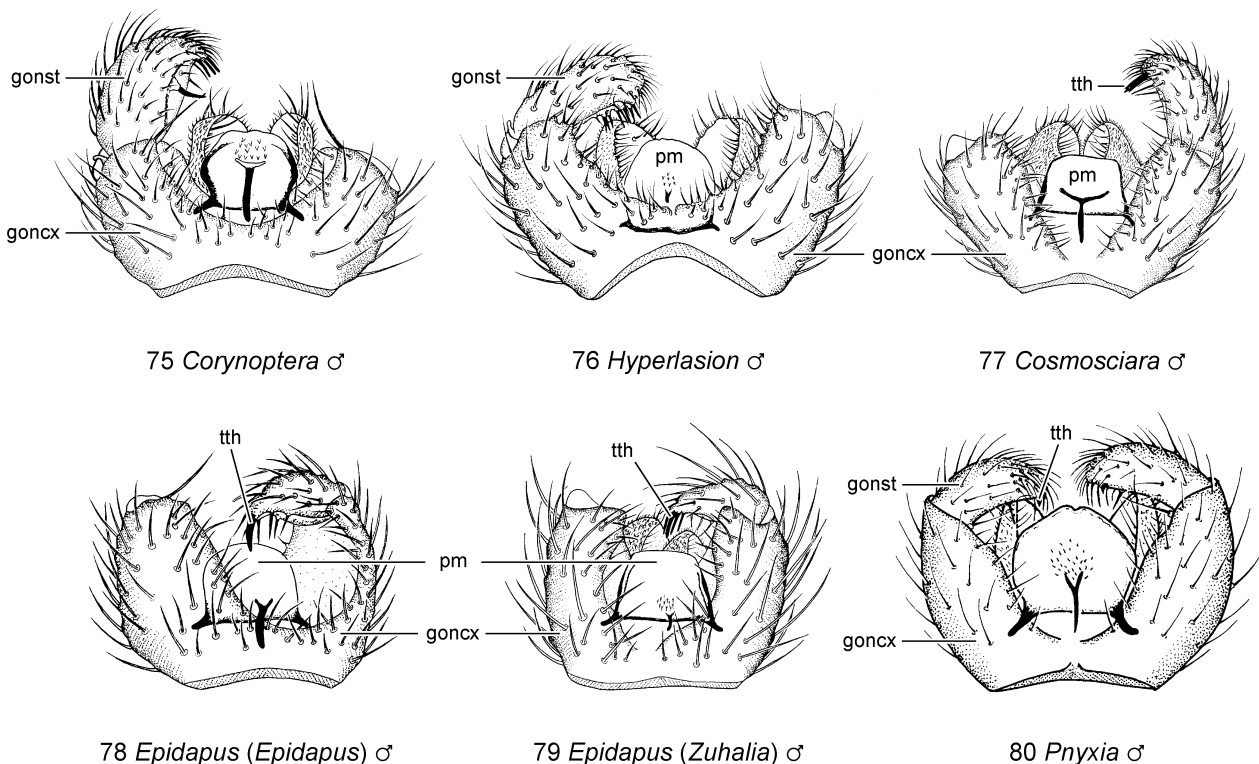 gonst
goncx
75 Corynoptera ♂
gonst
pm
goncx
76 Hyperlasion ♂
tth
pm
77 Cosmosciara ♂
tth
pm
goncx
78 Epidapus (Epidapus) ♂
tth
79 Epidapus (Zuhalia) ♂
gonst
tth
goncx
80 Pnyxia ♂